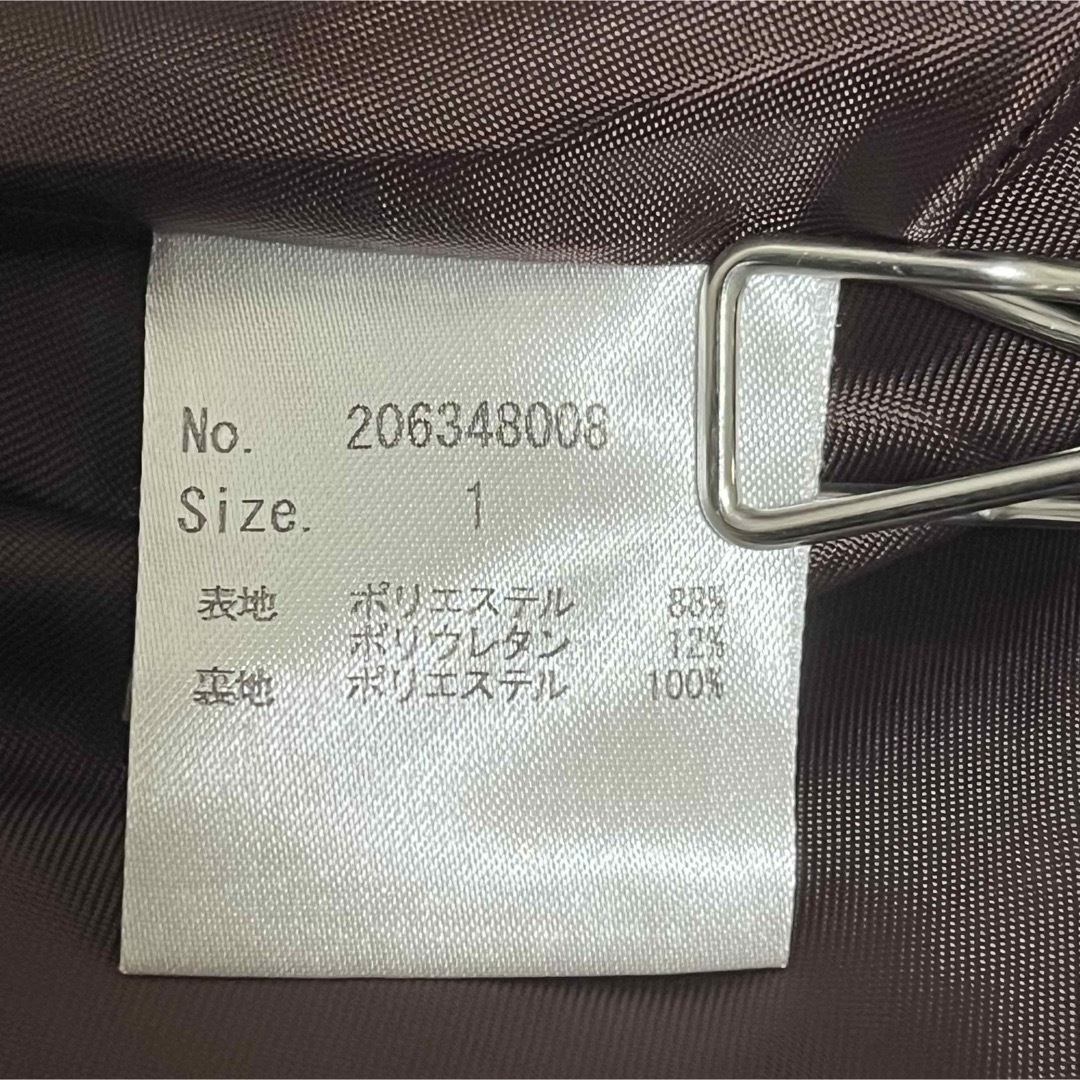 No. 206348008
Size. 1
表地 ポリエステル 88%
ポリウレタン 12%
裏地 ポリエステル 100%